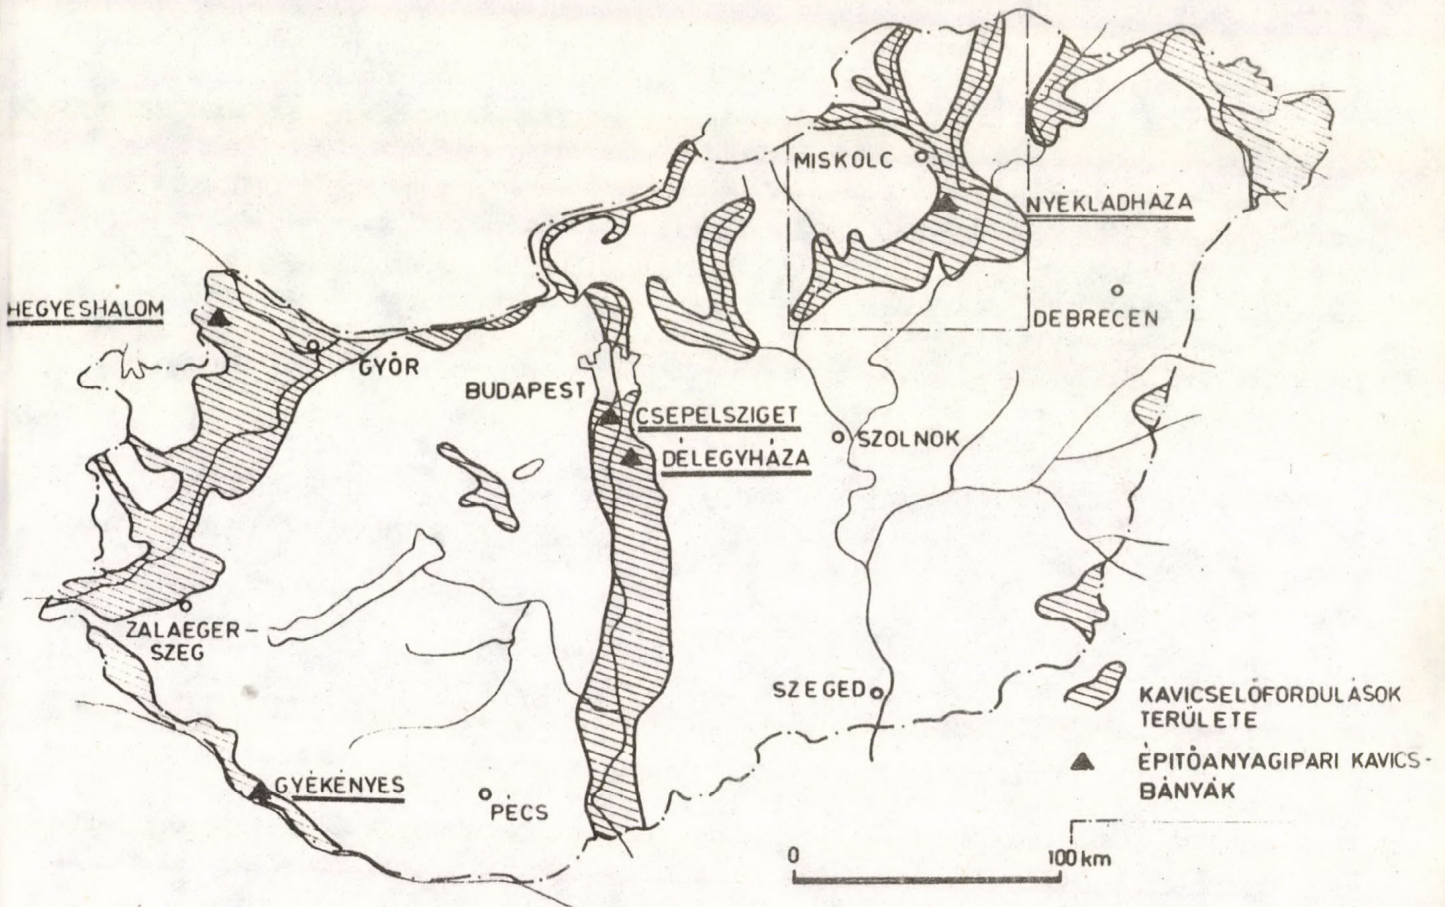 MISKOLC
NYEKLADHÁZA
HEGYESHALOM
DEBRECEN
GYŐR
BUDAPEST
CSEPELSZIGET
SZOLNOK
DÉLEGYHÁZA
ZALAEGER-
SZEG
SZEGED
KAVICSELŐFORDULÁSOK
TERÜLETE
ÉPITŐANYAGIPARI KAVICS-
BÁNYÁK
GYÉKÉNYES
PÉCS
0 100 km